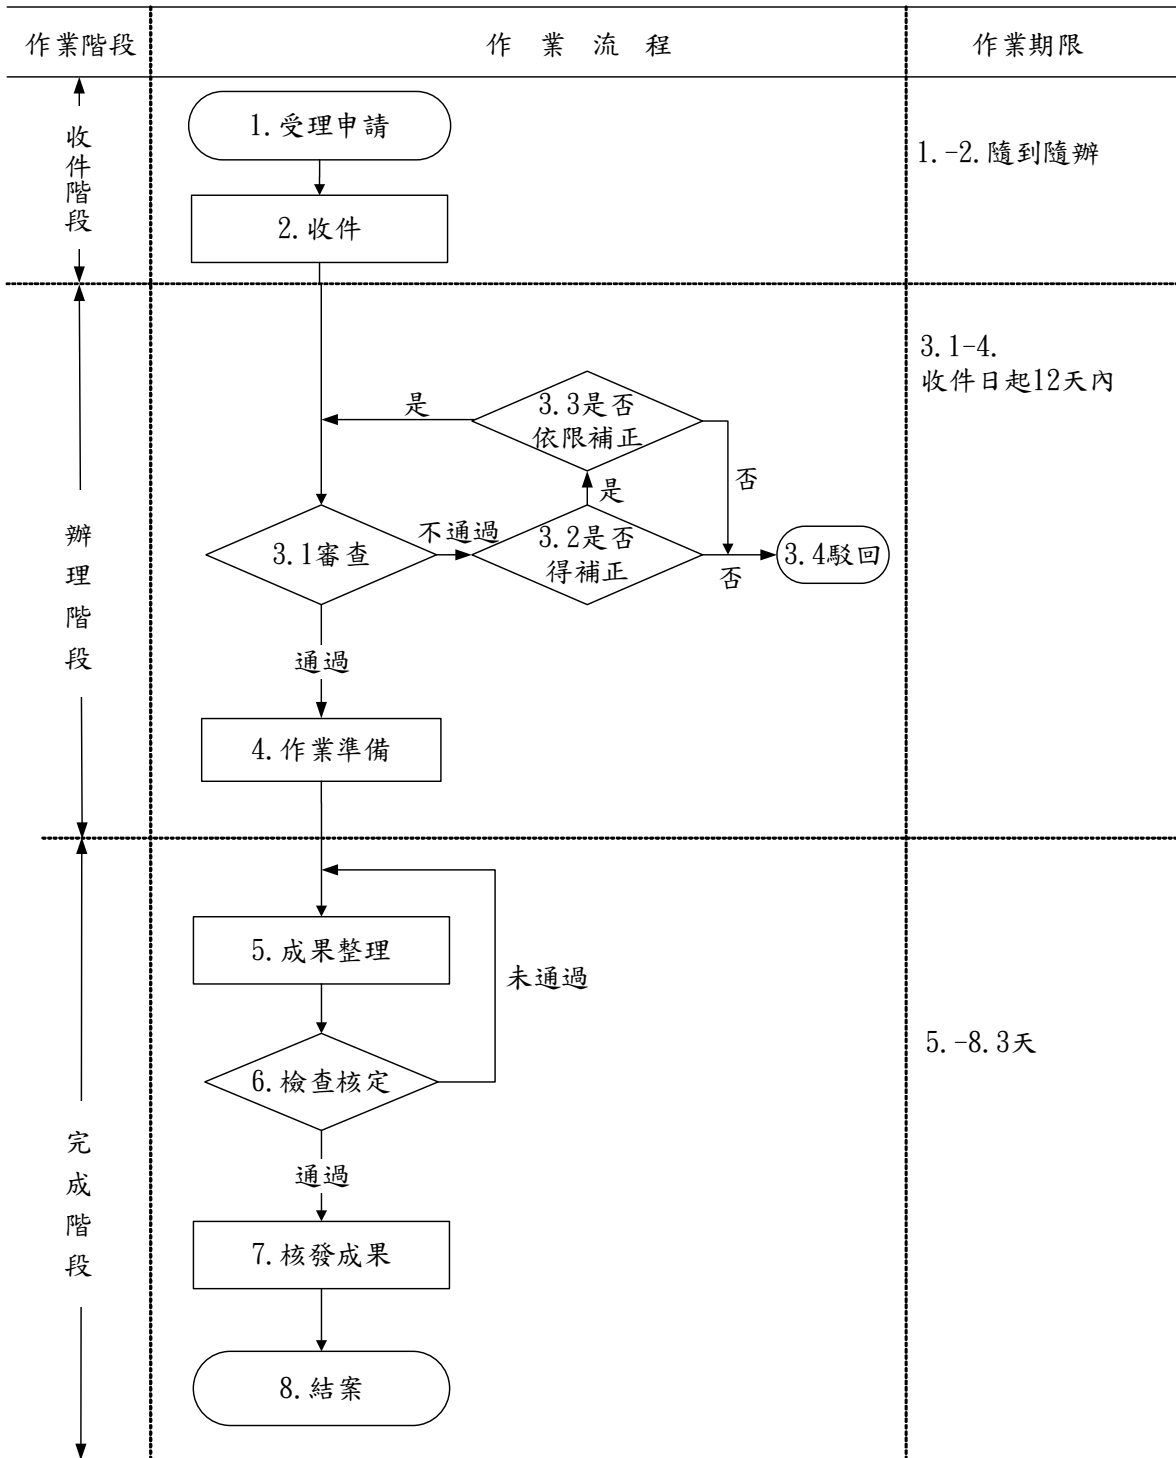 作業階段
作業流程
作業期限
收件階段
1.受理申請
2.收件
1.-2.隨到隨辦
辦理階段
3.1-4.
收件日起12天內
是
3.3是否
依限補正
否
是
3.1審查
不通過
3.2是否
得補正
否
3.4駁回
通過
4.作業準備
完成階段
5.成果整理
未通過
5.-8.3天
6.檢查核定
通過
7.核發成果
8.結案